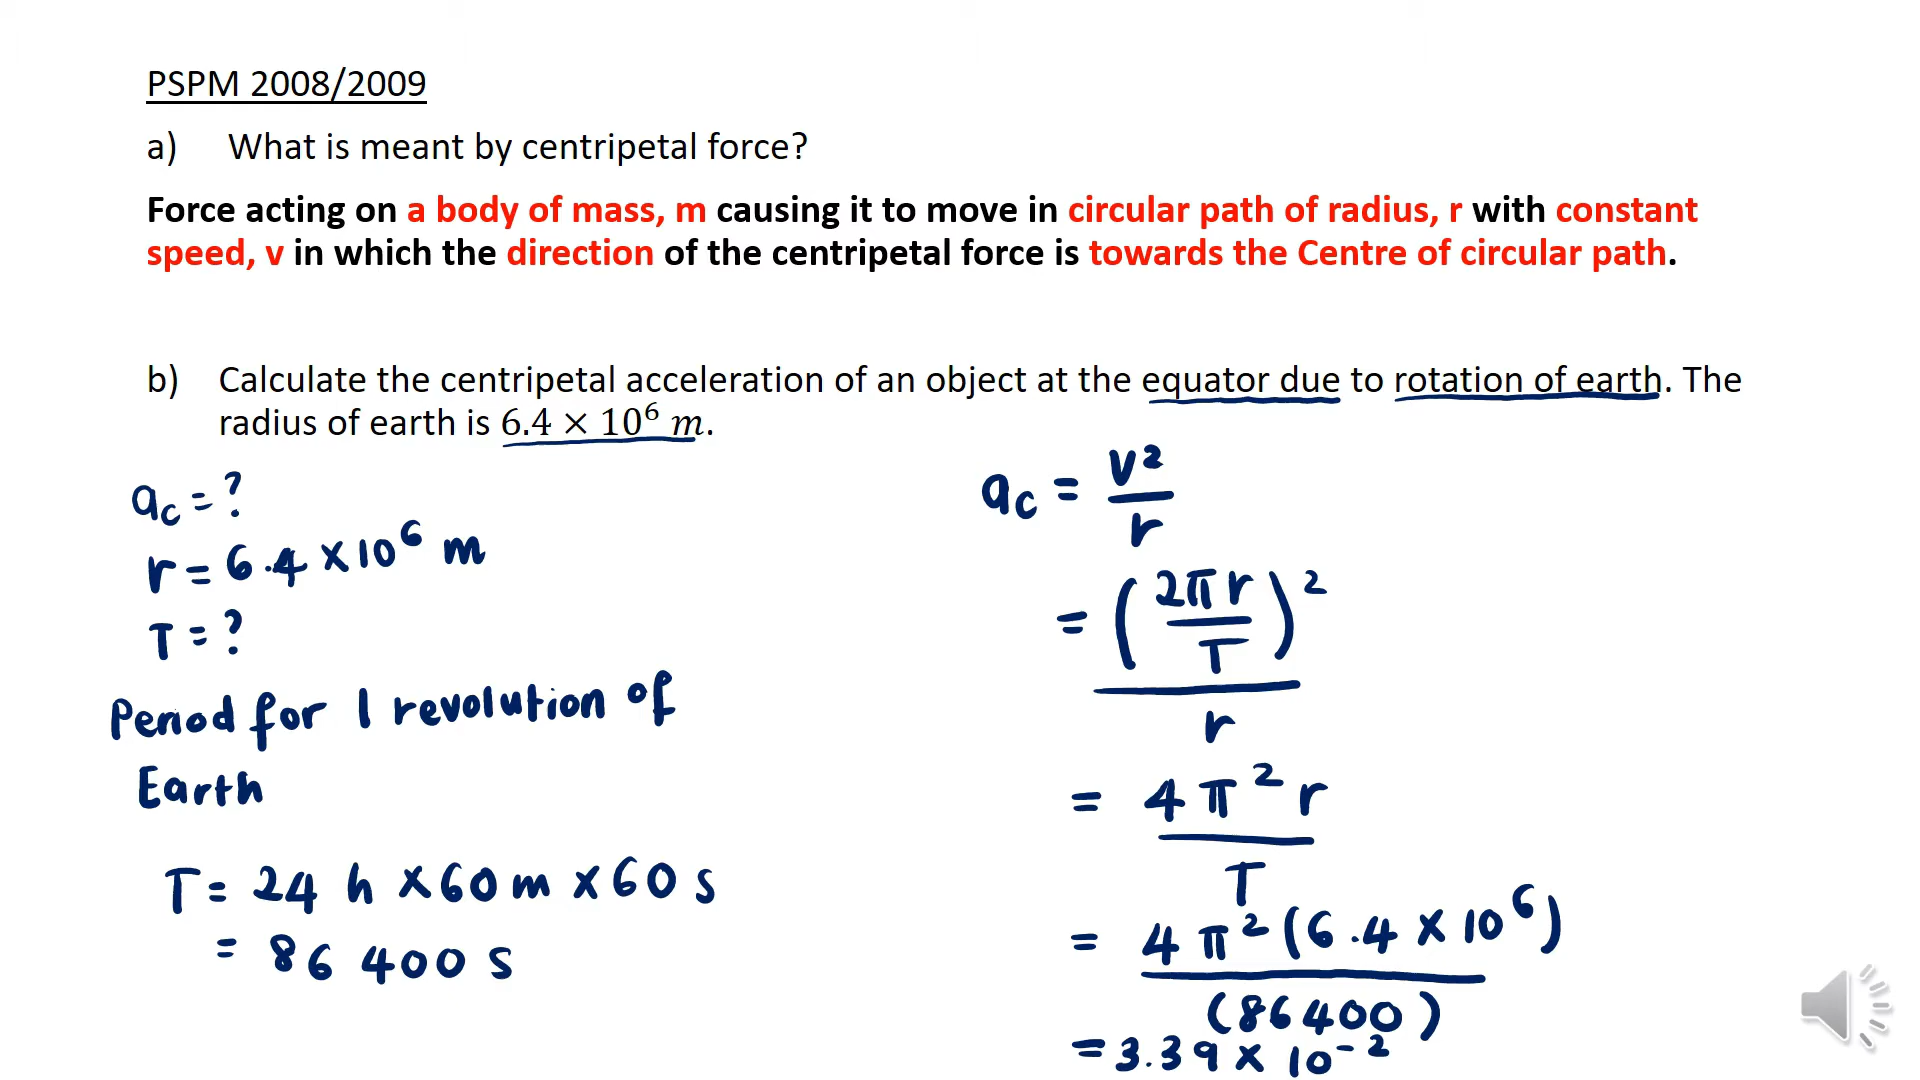 PSPM 2008/2009
a) What is meant by centripetal force?
Force acting on a body of mass, m causing it to move in circular path of radius, r with constant
speed, v in which the direction of the centripetal force is towards the Centre of circular path.
b) Calculate the centripetal acceleration of an object at the equator due to rotation of earth. The
radius of earth is 6.4 × 10⁶ m.
a_c = ?
r = 6.4 × 10⁶ m
T = ?
Period for 1 revolution of
Earth
T = 24 h × 60 m × 60 s
= 86 400 s
a_c = v²
r
= (2πr
T)²
r
= 4π² r
T
= 4π² (6.4 × 10⁶)
(86400)
= 3.39 × 10⁻²